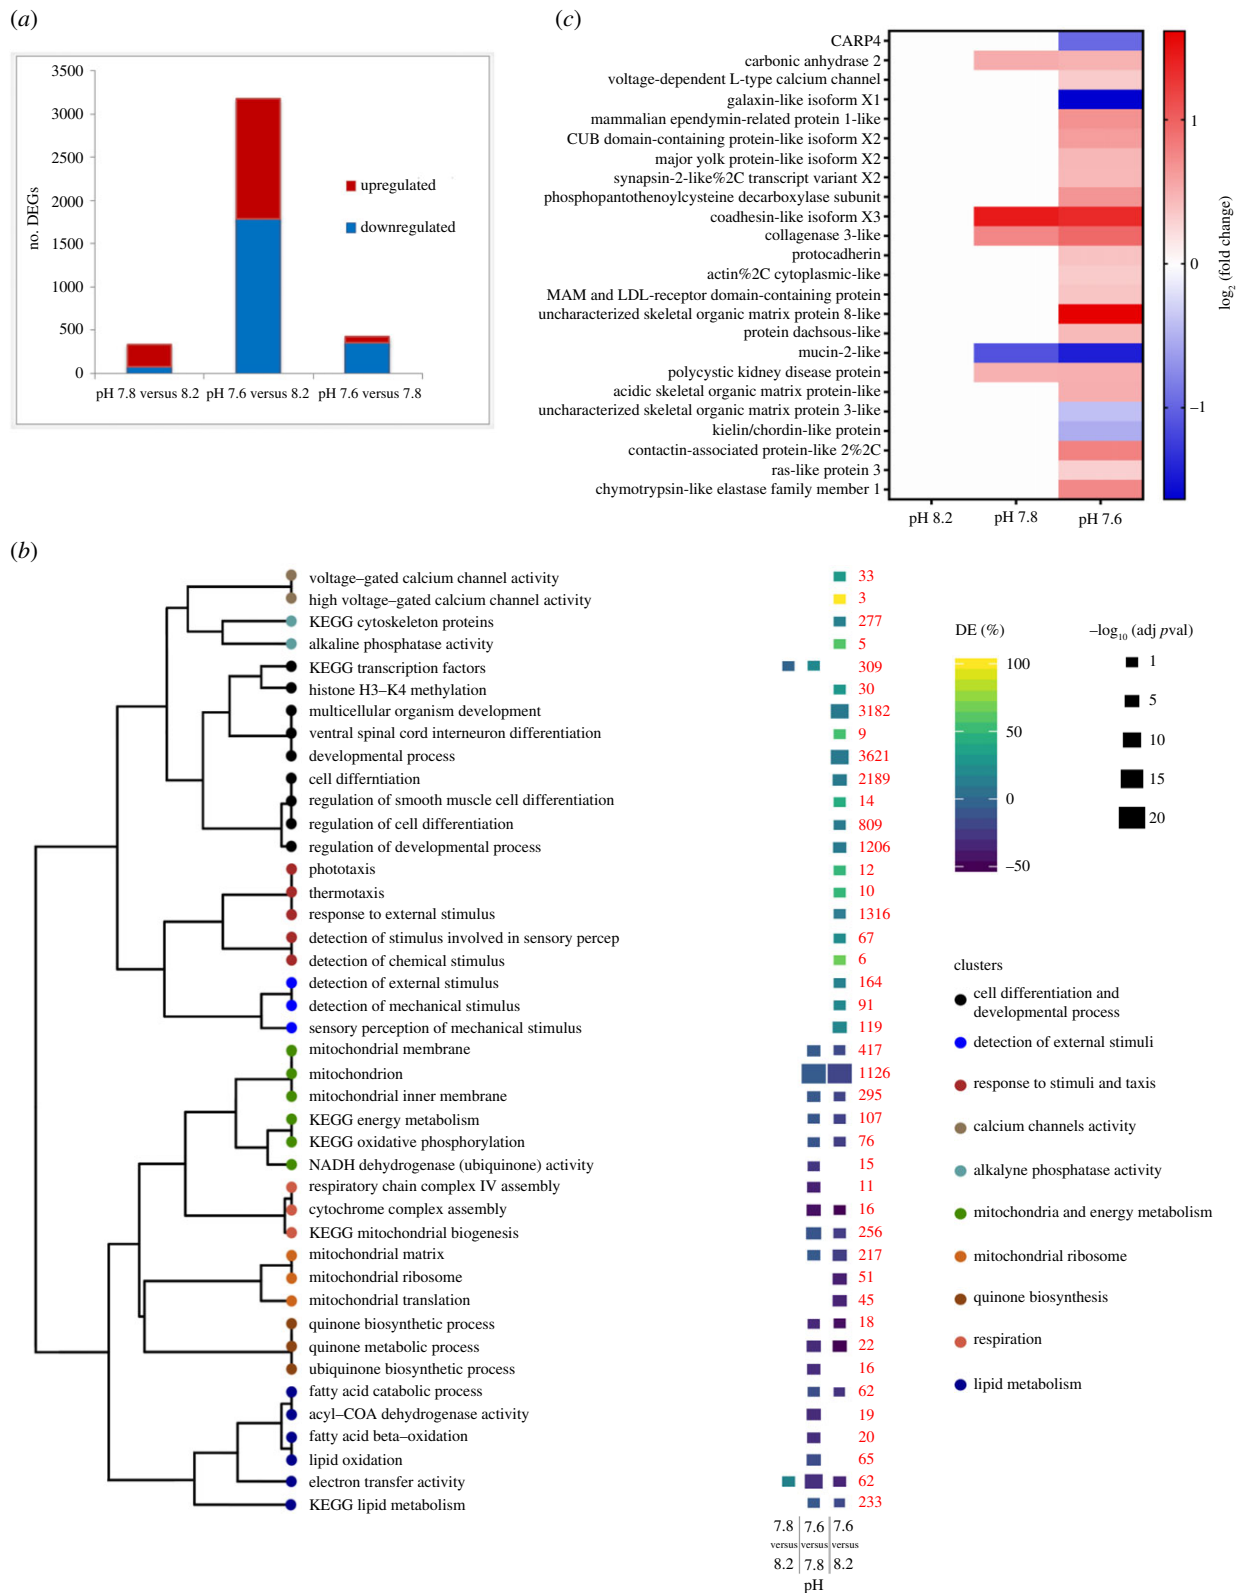 (a)
3500
3000
2500
2000
1500
1000
500
0
no. DEGs
upregulated
downregulated
pH 7.8 versus 8.2 pH 7.6 versus 8.2 pH 7.6 versus 7.8
(c)
CARP4
carbonic anhydrase 2
voltage-dependent L-type calcium channel
galaxin-like isoform X1
mammalian ependymin-related protein 1-like
CUB domain-containing protein-like isoform X2
major yolk protein-like isoform X2
synapsin-2-like%2C transcript variant X2
phosphopantothenoylcysteine decarboxylase subunit
coadhesin-like isoform X3
collagenase 3-like
protocadherin
actin%2C cytoplasmic-like
MAM and LDL-receptor domain-containing protein
uncharacterized skeletal organic matrix protein 8-like
protein dachsous-like
mucin-2-like
polycystic kidney disease protein
acidic skeletal organic matrix protein-like
uncharacterized skeletal organic matrix protein 3-like
kielin/chordin-like protein
contactin-associated protein-like 2%2C
ras-like protein 3
chymotrypsin-like elastase family member 1
pH 8.2 pH 7.8 pH 7.6
1
0
–1
log2 (fold change)
(b)
voltage–gated calcium channel activity 33
high voltage–gated calcium channel activity 3
KEGG cytoskeleton proteins 277
alkaline phosphatase activity 5
KEGG transcription factors 309
histone H3–K4 methylation 30
multicellular organism development 3182
ventral spinal cord interneuron differentiation 9
developmental process 3621
cell differntiation 2189
regulation of smooth muscle cell differentiation 14
regulation of cell differentiation 809
regulation of developmental process 1206
phototaxis 12
thermotaxis 10
response to external stimulus 1316
detection of stimulus involved in sensory percep 67
detection of chemical stimulus 6
detection of external stimulus 164
detection of mechanical stimulus 91
sensory perception of mechanical stimulus 119
mitochondrial membrane 417
mitochondrion 1126
mitochondrial inner membrane 295
KEGG energy metabolism 107
KEGG oxidative phosphorylation 76
NADH dehydrogenase (ubiquinone) activity 15
respiratory chain complex IV assembly 11
cytochrome complex assembly 16
KEGG mitochondrial biogenesis 256
mitochondrial matrix 217
mitochondrial ribosome 51
mitochondrial translation 45
quinone biosynthetic process 18
quinone metabolic process 22
ubiquinone biosynthetic process 16
fatty acid catabolic process 62
acyl–COA dehydrogenase activity 19
fatty acid beta–oxidation 20
lipid oxidation 65
electron transfer activity 62
KEGG lipid metabolism 233
7.8 7.6 7.6
versus versus versus
8.2 7.8 8.2
pH
DE (%)
100
50
0
–50
–log10 (adj pval)
1
5
10
15
20
clusters
cell differentiation and
developmental process
detection of external stimuli
response to stimuli and taxis
calcium channels activity
alkalyne phosphatase activity
mitochondria and energy metabolism
mitochondrial ribosome
quinone biosynthesis
respiration
lipid metabolism